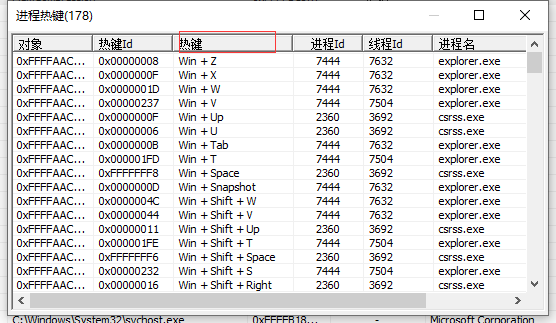 进程热键(178)
对象 热键Id 热键 进程Id 线程Id 进程名
0xFFFFAAC... 0x00000008 Win + Z 7444 7632 explorer.exe
0xFFFFAAC... 0x0000000F Win + X 7444 7632 explorer.exe
0xFFFFAAC... 0x0000001D Win + W 7444 7632 explorer.exe
0xFFFFAAC... 0x00000237 Win + V 7444 7504 explorer.exe
0xFFFFAAC... 0x0000000F Win + Up 2360 3692 csrss.exe
0xFFFFAAC... 0x00000006 Win + U 2360 3692 csrss.exe
0xFFFFAAC... 0x0000000B Win + Tab 7444 7632 explorer.exe
0xFFFFAAC... 0x000001FD Win + T 7444 7504 explorer.exe
0xFFFFAAC... 0xFFFFFFF8 Win + Space 2360 3692 csrss.exe
0xFFFFAAC... 0x0000000D Win + Snapshot 7444 7632 explorer.exe
0xFFFFAAC... 0x0000004C Win + Shift + W 7444 7632 explorer.exe
0xFFFFAAC... 0x00000044 Win + Shift + V 7444 7632 explorer.exe
0xFFFFAAC... 0x00000011 Win + Shift + Up 2360 3692 csrss.exe
0xFFFFAAC... 0x000001FE Win + Shift + T 7444 7504 explorer.exe
0xFFFFAAC... 0xFFFFFFF6 Win + Shift + Space 2360 3692 csrss.exe
0xFFFFAAC... 0x00000232 Win + Shift + S 7444 7504 explorer.exe
0xFFFFAAC... 0x00000016 Win + Shift + Right 2360 3692 csrss.exe
C:\Windows\System32\svchost.exe 0xFFFFB18... - Microsoft Corporation